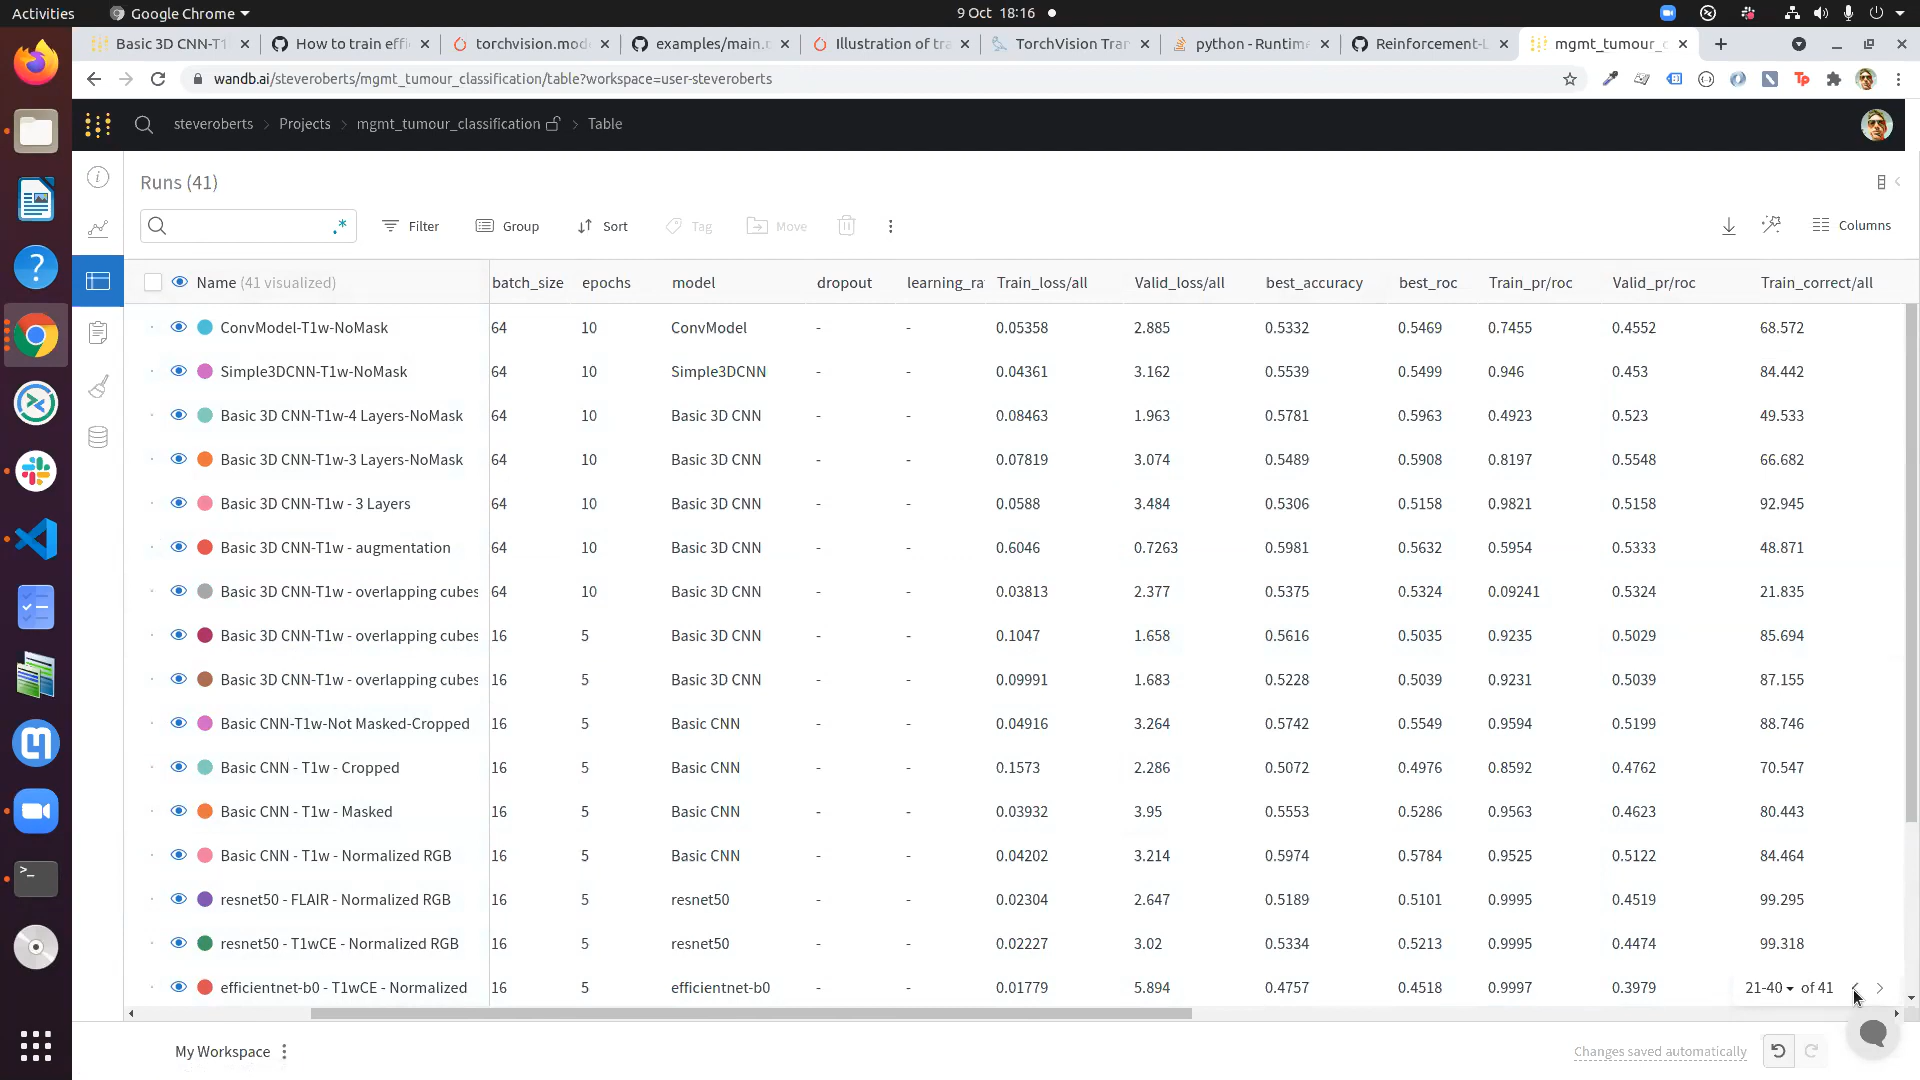 Activities Google Chrome 9 Oct 18:16
Basic 3D CNN-T1 How to train effi torchvision.mod examples/main. Illustration of tra TorchVision Tran python - Runtime Reinforcement-L mgmt_tumour_c
wandb.ai/steveroberts/mgmt_tumour_classification/table?workspace=user-steveroberts
steveroberts > Projects > mgmt_tumour_classification > Table
Runs (41)
.* Filter Group Sort Tag Move Columns
Name (41 visualized) batch_size epochs model dropout learning_ra Train_loss/all Valid_loss/all best_accuracy best_roc Train_pr/roc Valid_pr/roc Train_correct/all
ConvModel-T1w-NoMask 64 10 ConvModel - - 0.05358 2.885 0.5332 0.5469 0.7455 0.4552 68.572
Simple3DCNN-T1w-NoMask 64 10 Simple3DCNN - - 0.04361 3.162 0.5539 0.5499 0.946 0.453 84.442
Basic 3D CNN-T1w-4 Layers-NoMask 64 10 Basic 3D CNN - - 0.08463 1.963 0.5781 0.5963 0.4923 0.523 49.533
Basic 3D CNN-T1w-3 Layers-NoMask 64 10 Basic 3D CNN - - 0.07819 3.074 0.5489 0.5908 0.8197 0.5548 66.682
Basic 3D CNN-T1w - 3 Layers 64 10 Basic 3D CNN - - 0.0588 3.484 0.5306 0.5158 0.9821 0.5158 92.945
Basic 3D CNN-T1w - augmentation 64 10 Basic 3D CNN - - 0.6046 0.7263 0.5981 0.5632 0.5954 0.5333 48.871
Basic 3D CNN-T1w - overlapping cubes 64 10 Basic 3D CNN - - 0.03813 2.377 0.5375 0.5324 0.09241 0.5324 21.835
Basic 3D CNN-T1w - overlapping cubes 16 5 Basic 3D CNN - - 0.1047 1.658 0.5616 0.5035 0.9235 0.5029 85.694
Basic 3D CNN-T1w - overlapping cubes 16 5 Basic 3D CNN - - 0.09991 1.683 0.5228 0.5039 0.9231 0.5039 87.155
Basic CNN-T1w-Not Masked-Cropped 16 5 Basic CNN - - 0.04916 3.264 0.5742 0.5549 0.9594 0.5199 88.746
Basic CNN - T1w - Cropped 16 5 Basic CNN - - 0.1573 2.286 0.5072 0.4976 0.8592 0.4762 70.547
Basic CNN - T1w - Masked 16 5 Basic CNN - - 0.03932 3.95 0.5553 0.5286 0.9563 0.4623 80.443
Basic CNN - T1w - Normalized RGB 16 5 Basic CNN - - 0.04202 3.214 0.5974 0.5784 0.9525 0.5122 84.464
resnet50 - FLAIR - Normalized RGB 16 5 resnet50 - - 0.02304 2.647 0.5189 0.5101 0.9995 0.4519 99.295
resnet50 - T1wCE - Normalized RGB 16 5 resnet50 - - 0.02227 3.02 0.5334 0.5213 0.9995 0.4474 99.318
efficientnet-b0 - T1wCE - Normalized 16 5 efficientnet-b0 - - 0.01779 5.894 0.4757 0.4518 0.9997 0.3979
21-40 of 41
My Workspace Changes saved automatically